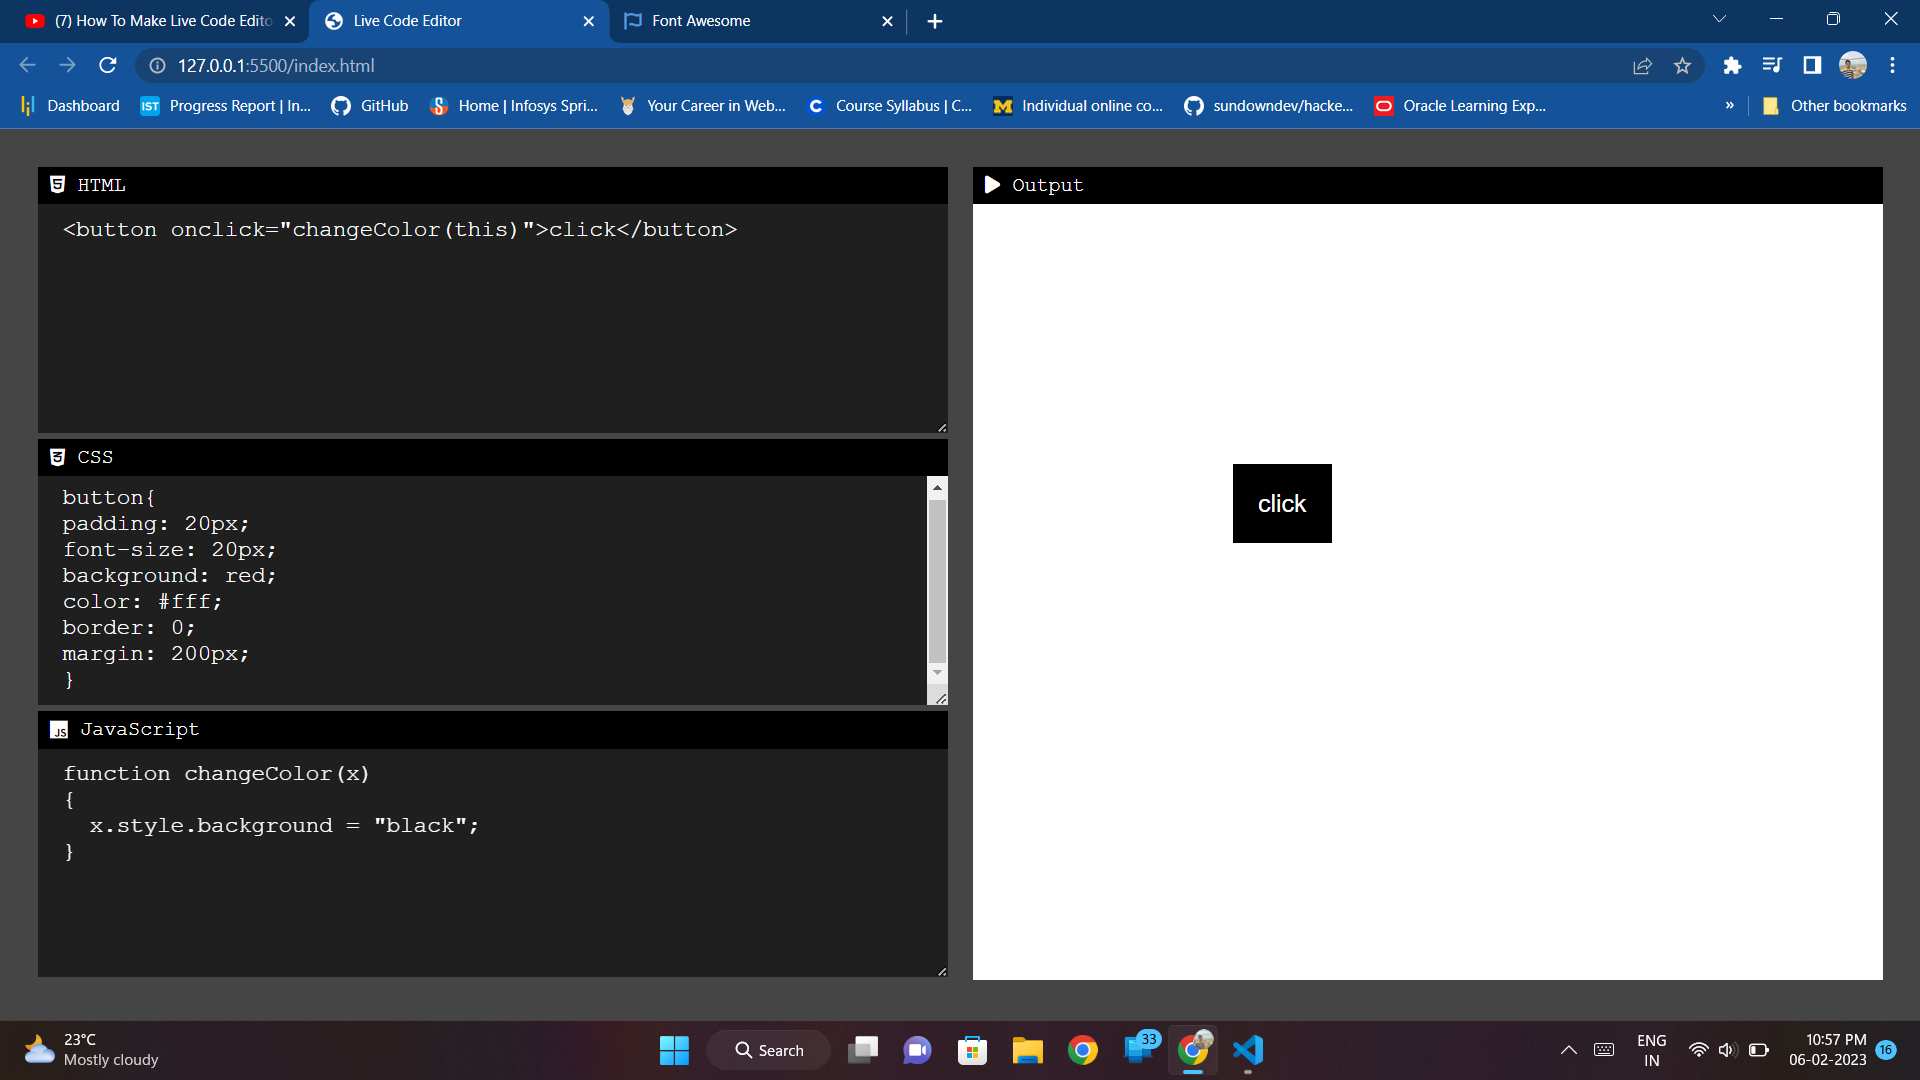 (7) How To Make Live Code Edito
Live Code Editor
Font Awesome
127.0.0.1:5500/index.html
Dashboard
IST
Progress Report | In...
GitHub
Home | Infosys Spri...
Your Career in Web...
Course Syllabus | C...
Individual online co...
sundowndev/hacke...
Oracle Learning Exp...
»
Other bookmarks
HTML
<button onclick="changeColor(this)">click</button>
CSS
button{
padding: 20px;
font-size: 20px;
background: red;
color: #fff;
border: 0;
margin: 200px;
}
JS JavaScript
function changeColor(x)
{
x.style.background = "black";
}
Output
click
23°C
Mostly cloudy
Search
33
ENG
IN
10:57 PM
06-02-2023
16